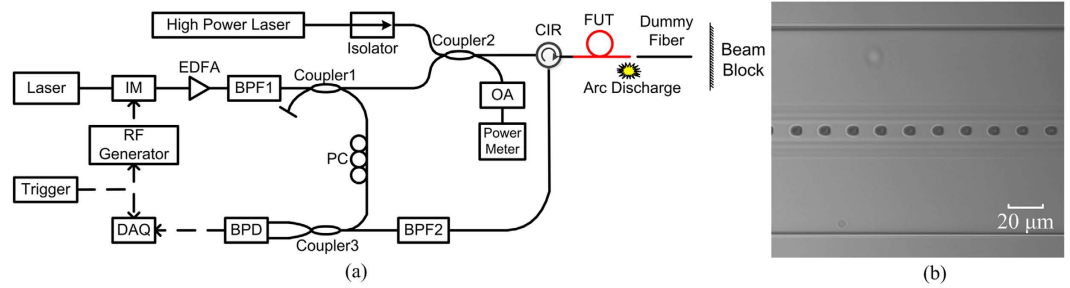 High Power Laser
Isolator
Coupler2
CIR
FUT
Dummy
Fiber
Beam
Block
Arc Discharge
Laser
IM
EDFA
BPF1
Coupler1
OA
Power
Meter
RF
Generator
PC
Trigger
DAQ
BPD
Coupler3
BPF2
20 μm
(a)
(b)